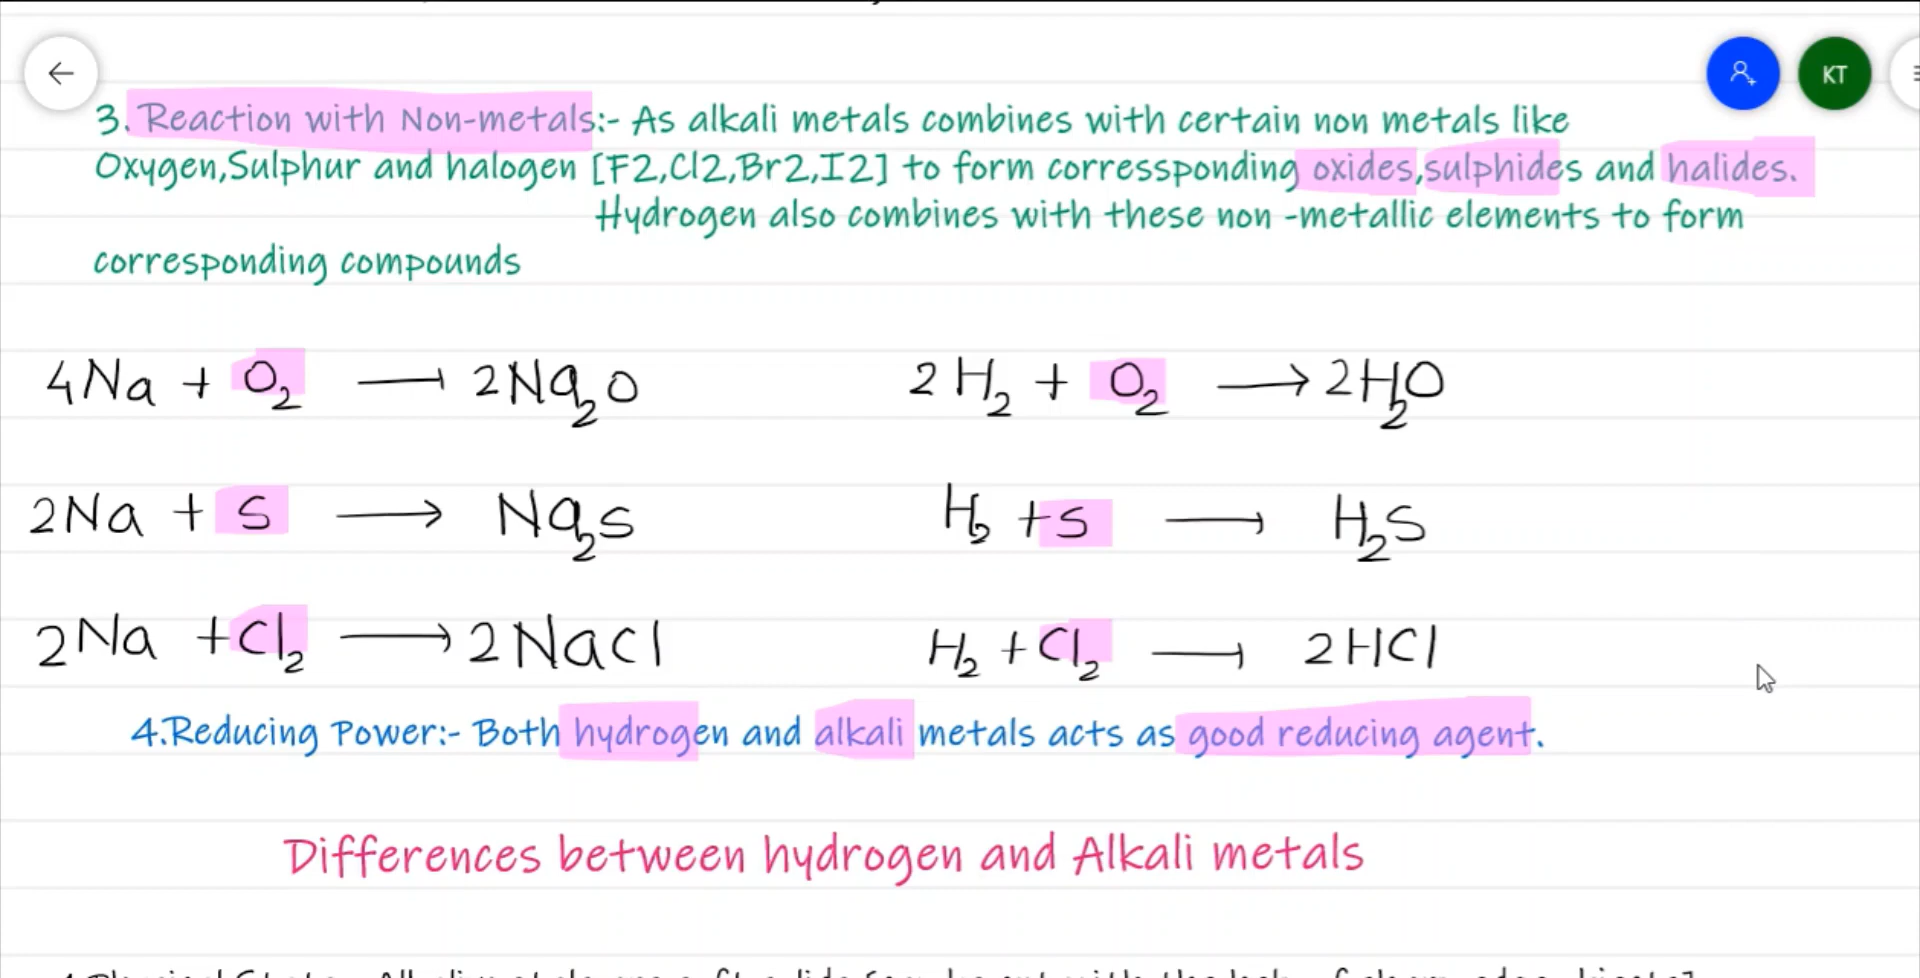 KT
3. Reaction with Non-metals:- As alkali metals combines with certain non metals like
Oxygen,Sulphur and halogen [F2,Cl2,Br2,I2] to form corressponding oxides,sulphides and halides.
Hydrogen also combines with these non -metallic elements to form
corresponding compounds
4Na + O₂ → 2Na₂O 2H₂ + O₂ → 2H₂O
2Na + S → Na₂S H₂ + S → H₂S
2Na + Cl₂ → 2NaCl H₂ + Cl₂ → 2HCl
4.Reducing Power:- Both hydrogen and alkali metals acts as good reducing agent.
Differences between hydrogen and Alkali metals